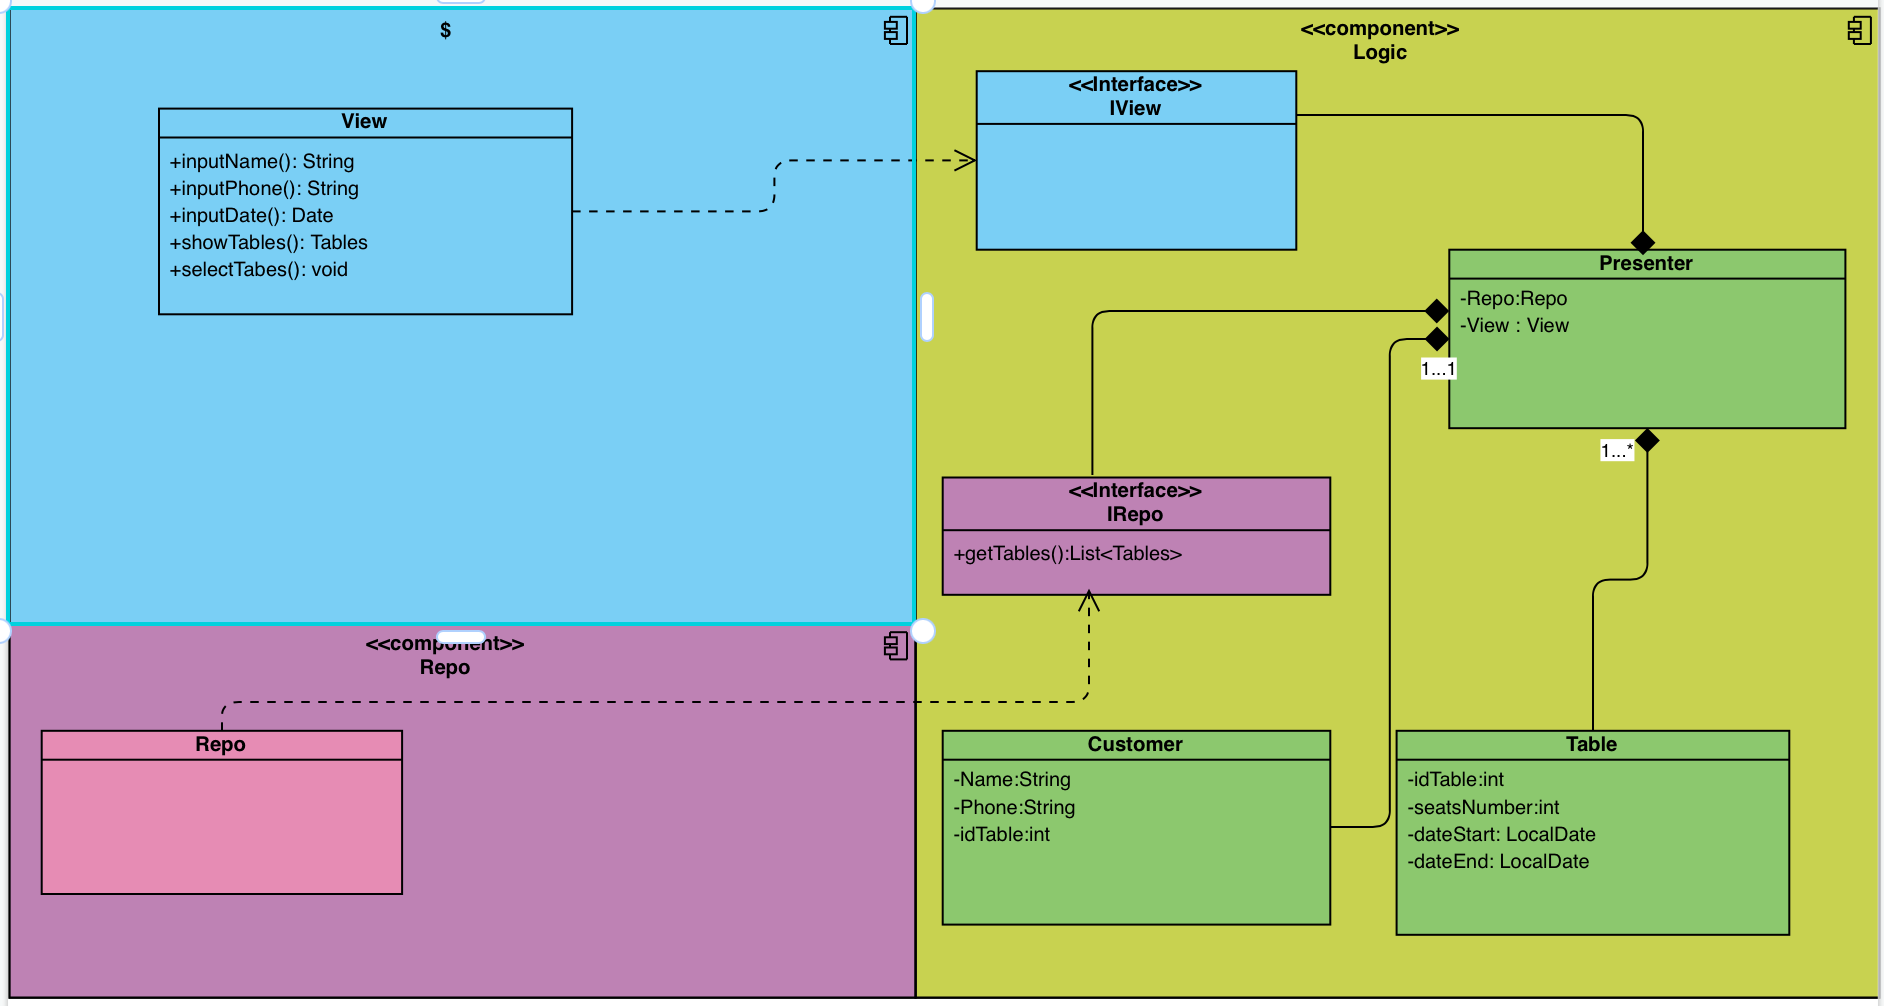 $
View
+inputName(): String
+inputPhone(): String
+inputDate(): Date
+showTables(): Tables
+selectTabes(): void
<<component>>
Logic
<<Interface>>
IView
Presenter
-Repo:Repo
-View : View
1...1
1...*
<<Interface>>
IRepo
+getTables():List<Tables>
<<component>>
Repo
Repo
Customer
-Name:String
-Phone:String
-idTable:int
Table
-idTable:int
-seatsNumber:int
-dateStart: LocalDate
-dateEnd: LocalDate